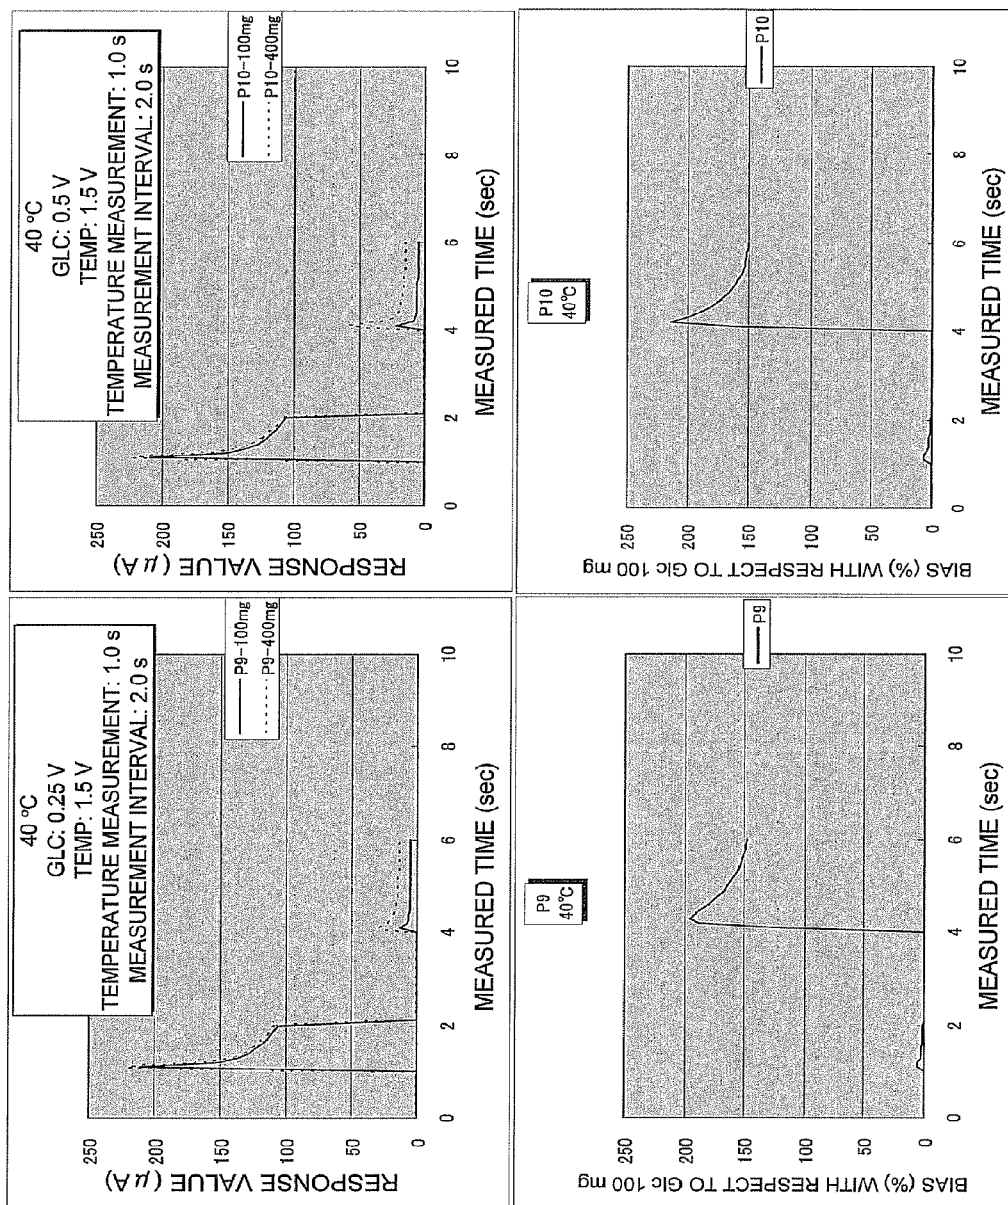 40 °C
GLC: 0.25 V
TEMP: 1.5 V
TEMPERATURE MEASUREMENT: 1.0 s
MEASUREMENT INTERVAL: 2.0 s
P9-100mg
P9-400mg
RESPONSE VALUE (μA)
250
200
150
100
50
0
0 2 4 6 8 10
MEASURED TIME (sec)
40 °C
GLC: 0.5 V
TEMP: 1.5 V
TEMPERATURE MEASUREMENT: 1.0 s
MEASUREMENT INTERVAL: 2.0 s
P10-100mg
P10-400mg
RESPONSE VALUE (μA)
250
200
150
100
50
0
0 2 4 6 8 10
MEASURED TIME (sec)
P9
40°C
P9
BIAS (%) WITH RESPECT TO Glc 100 mg
250
200
150
100
50
0
0 2 4 6 8 10
MEASURED TIME (sec)
P10
40°C
P10
BIAS (%) WITH RESPECT TO Glc 100 mg
250
200
150
100
50
0
0 2 4 6 8 10
MEASURED TIME (sec)